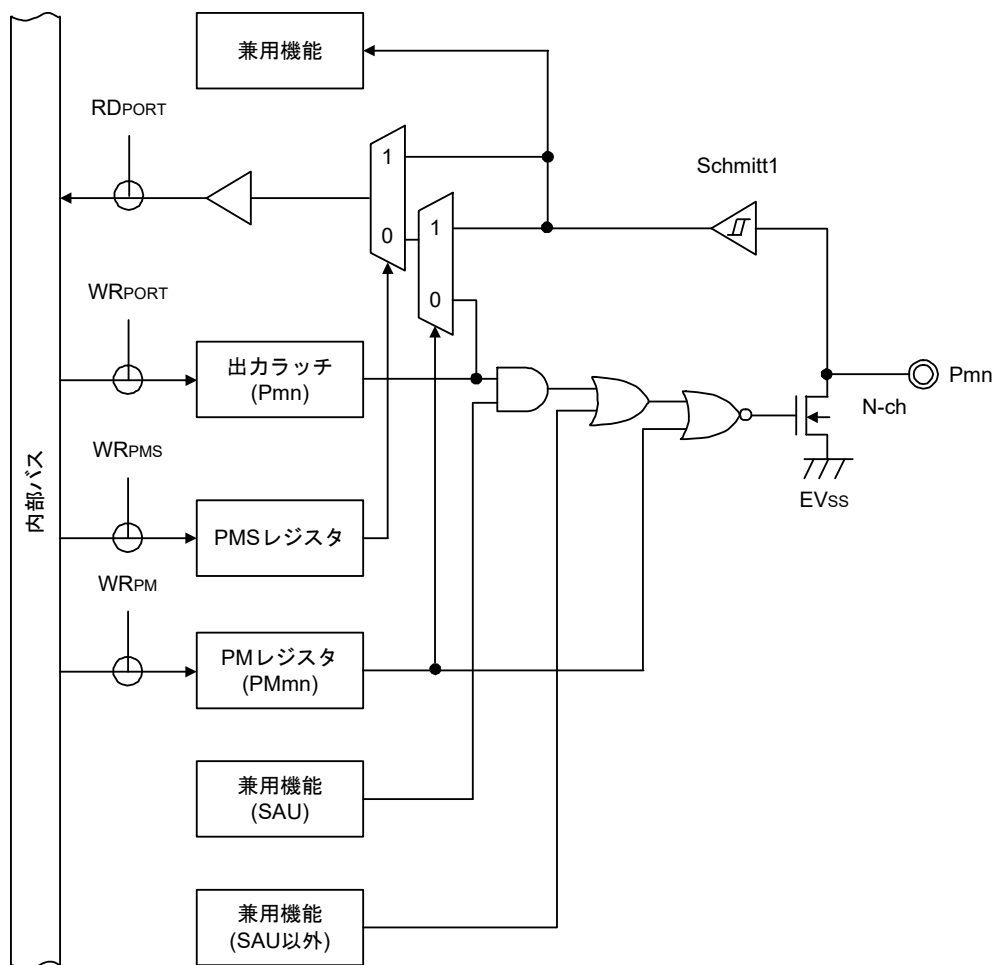 兼用機能
RDPORT
1
Schmitt1
0
1
0
WRPORT
出力ラッチ
(Pmn)
Pmn
N-ch
EVSS
WRPMS
PMSレジスタ
内部バス
WRPM
PMレジスタ
(PMmn)
兼用機能
(SAU)
兼用機能
(SAU以外)